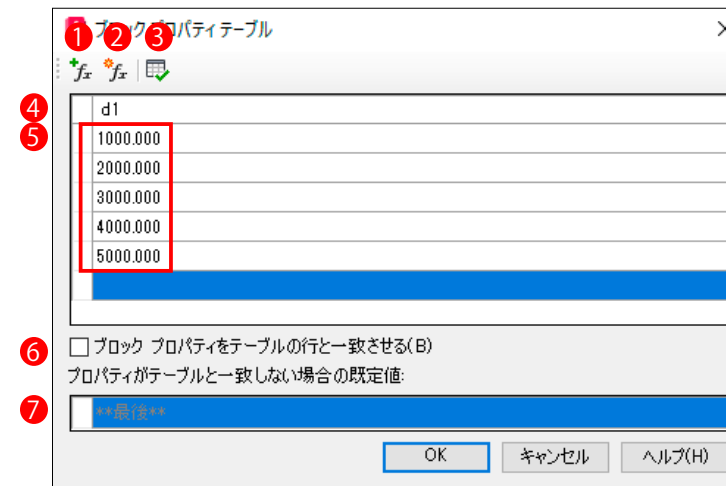 ブロック プロパティ テーブル
1 2 3
fx fx
4 d1
5 1000.000
2000.000
3000.000
4000.000
5000.000
6 ブロック プロパティをテーブルの行と一致させる(B)
プロパティがテーブルと一致しない場合の既定値:
7 **最後**
OK キャンセル ヘルプ(H)